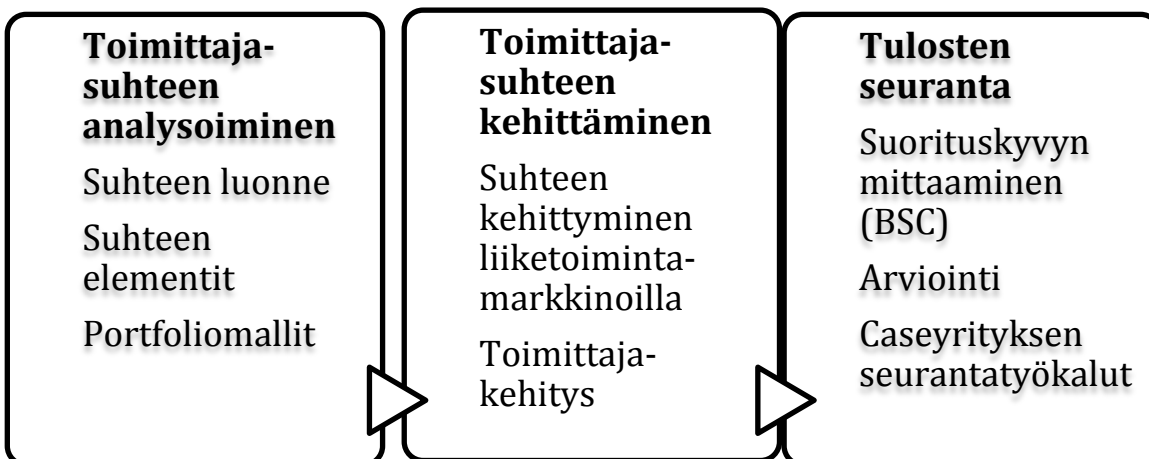 Toimittaja-
suhteen
analysoiminen
Suhteen luonne
Suhteen
elementit
Portfoliomallit
Toimittaja-
suhteen
kehittäminen
Suhteen
kehittyminen
liiketoiminta-
markkinoilla
Toimittaja-
kehitys
Tulosten
seuranta
Suorituskyvyn
mittaaminen
(BSC)
Arviointi
Caseyrityksen
seurantatyökalut